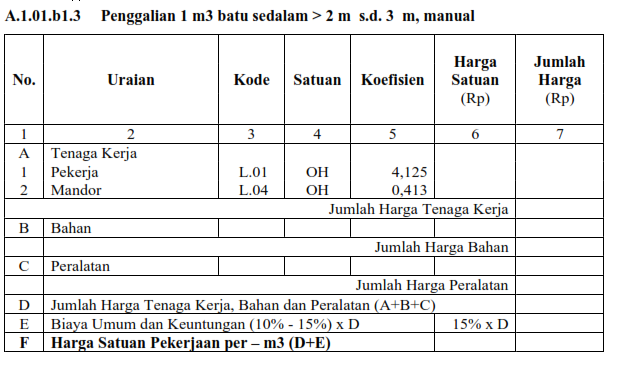 A.1.01.b1.3 Penggalian 1 m3 batu sedalam > 2 m s.d. 3 m, manual
No. Uraian Kode Satuan Koefisien Harga Satuan (Rp) Jumlah Harga (Rp)
1 2 3 4 5 6 7
A Tenaga Kerja
1 Pekerja L.01 OH 4,125
2 Mandor L.04 OH 0,413
Jumlah Harga Tenaga Kerja
B Bahan
Jumlah Harga Bahan
C Peralatan
Jumlah Harga Peralatan
D Jumlah Harga Tenaga Kerja, Bahan dan Peralatan (A+B+C)
E Biaya Umum dan Keuntungan (10% - 15%) x D 15% x D
F Harga Satuan Pekerjaan per – m3 (D+E)